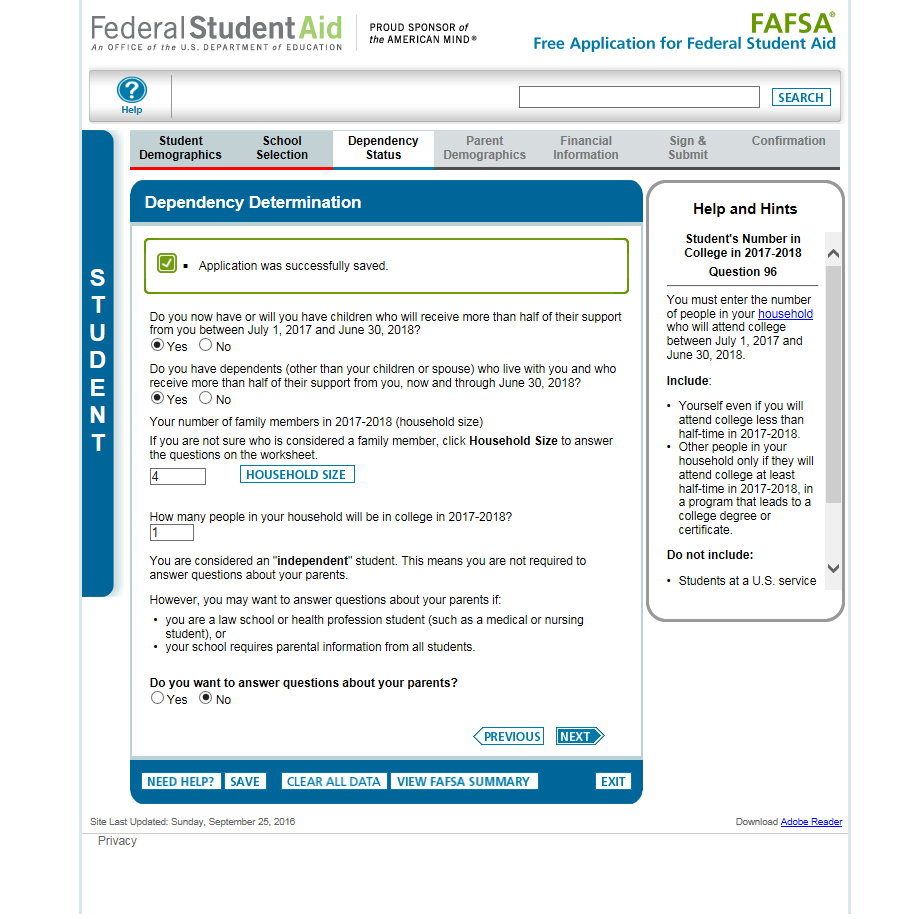 Federal Student Aid
An OFFICE of the U.S. DEPARTMENT of EDUCATION
PROUD SPONSOR of
the AMERICAN MIND®
FAFSA®
Free Application for Federal Student Aid
?
Help
SEARCH
Student
Demographics
School
Selection
Dependency
Status
Parent
Demographics
Financial
Information
Sign &
Submit
Confirmation
STUDENT
Dependency Determination
▪ Application was successfully saved.
Do you now have or will you have children who will receive more than half of their support
from you between July 1, 2017 and June 30, 2018?
Yes No
Do you have dependents (other than your children or spouse) who live with you and who
receive more than half of their support from you, now and through June 30, 2018?
Yes No
Your number of family members in 2017-2018 (household size)
If you are not sure who is considered a family member, click Household Size to answer
the questions on the worksheet.
4 HOUSEHOLD SIZE
How many people in your household will be in college in 2017-2018?
1
You are considered an "independent" student. This means you are not required to
answer questions about your parents.
However, you may want to answer questions about your parents if:
• you are a law school or health profession student (such as a medical or nursing
student), or
• your school requires parental information from all students.
Do you want to answer questions about your parents?
Yes No
PREVIOUS NEXT
NEED HELP? SAVE CLEAR ALL DATA VIEW FAFSA SUMMARY EXIT
Help and Hints
Student's Number in
College in 2017-2018
Question 96
You must enter the number
of people in your household
who will attend college
between July 1, 2017 and
June 30, 2018.
Include:
• Yourself even if you will
attend college less than
half-time in 2017-2018.
• Other people in your
household only if they will
attend college at least
half-time in 2017-2018, in
a program that leads to a
college degree or
certificate.
Do not include:
• Students at a U.S. service
Site Last Updated: Sunday, September 25, 2016
Download Adobe Reader
Privacy